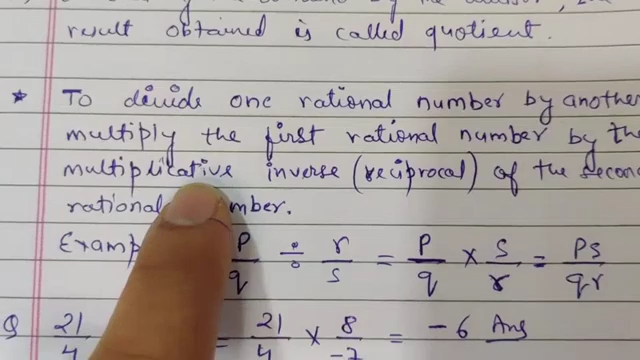 result obtained is called quotient.
* To divide one rational number by another
multiply the first rational number by the
multiplicative inverse (reciprocal) of the second
rational mber.
Examp P/q ÷ r/s = P/q × s/r = Ps/qr
Q 21/4 = 21/4 × 8/-7 = -6 Ans